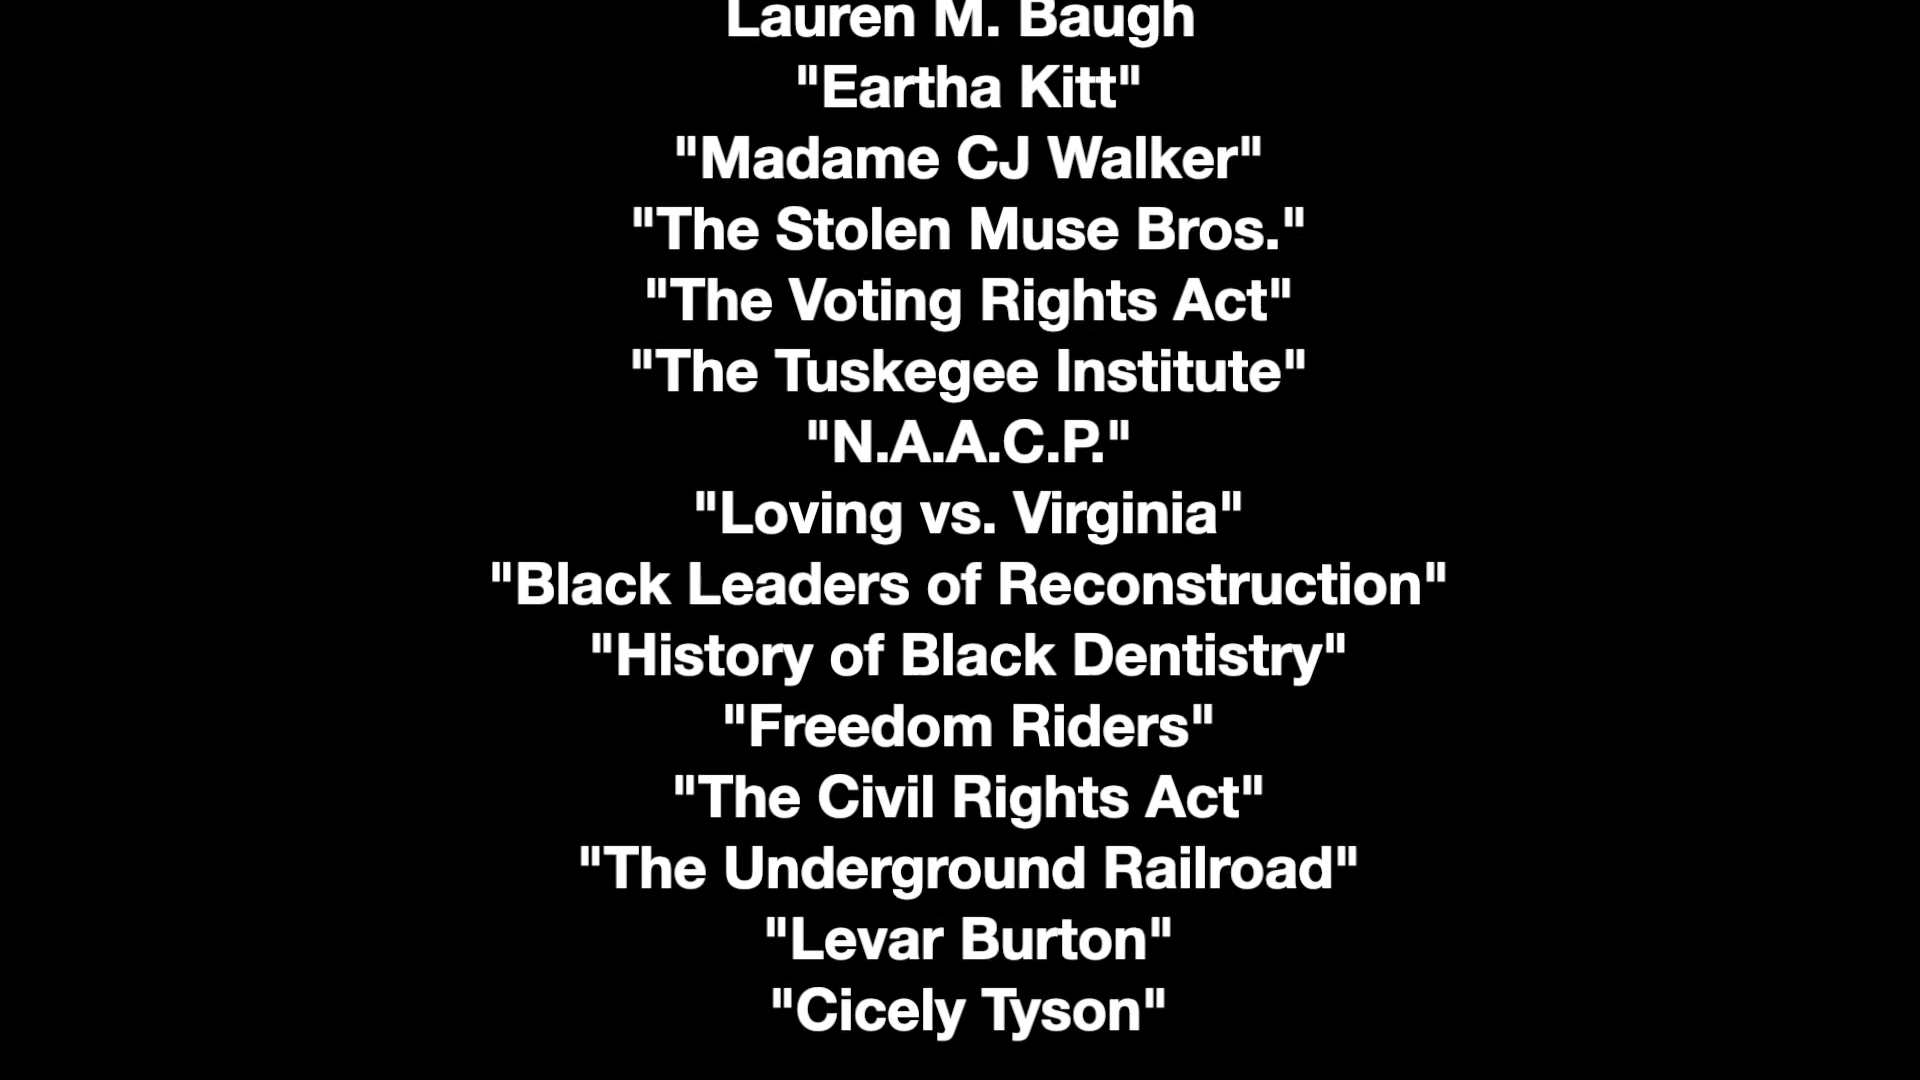 Lauren M. Baugh
"Eartha Kitt"
"Madame CJ Walker"
"The Stolen Muse Bros."
"The Voting Rights Act"
"The Tuskegee Institute"
"N.A.A.C.P."
"Loving vs. Virginia"
"Black Leaders of Reconstruction"
"History of Black Dentistry"
"Freedom Riders"
"The Civil Rights Act"
"The Underground Railroad"
"Levar Burton"
"Cicely Tyson"